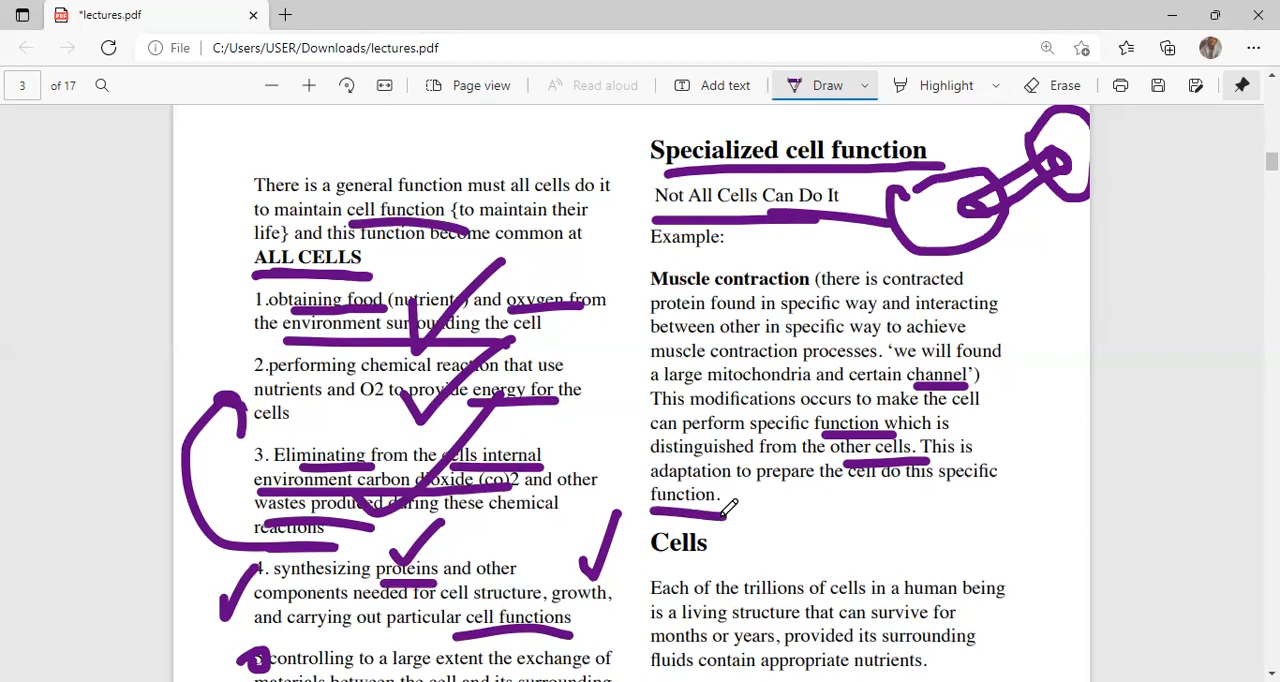 *lectures.pdf
File
C:/Users/USER/Downloads/lectures.pdf
3 of 17
Page view
Read aloud
Add text
Draw
Highlight
Erase
There is a general function must all cells do it
to maintain cell function {to maintain their
life} and this function become common at
ALL CELLS
1.obtaining food (nutrients) and oxygen from
the environment surrounding the cell
2.performing chemical reaction that use
nutrients and O2 to provide energy for the
cells
3. Eliminating from the cells internal
environment carbon dioxide (co)2 and other
wastes produced during these chemical
reactions
4. synthesizing proteins and other
components needed for cell structure, growth,
and carrying out particular cell functions
controlling to a large extent the exchange of
materials between the cell and its surrounding
Specialized cell function
Not All Cells Can Do It
Example:
Muscle contraction (there is contracted
protein found in specific way and interacting
between other in specific way to achieve
muscle contraction processes. ‘we will found
a large mitochondria and certain channel’)
This modifications occurs to make the cell
can perform specific function which is
distinguished from the other cells. This is
adaptation to prepare the cell do this specific
function.
Cells
Each of the trillions of cells in a human being
is a living structure that can survive for
months or years, provided its surrounding
fluids contain appropriate nutrients.